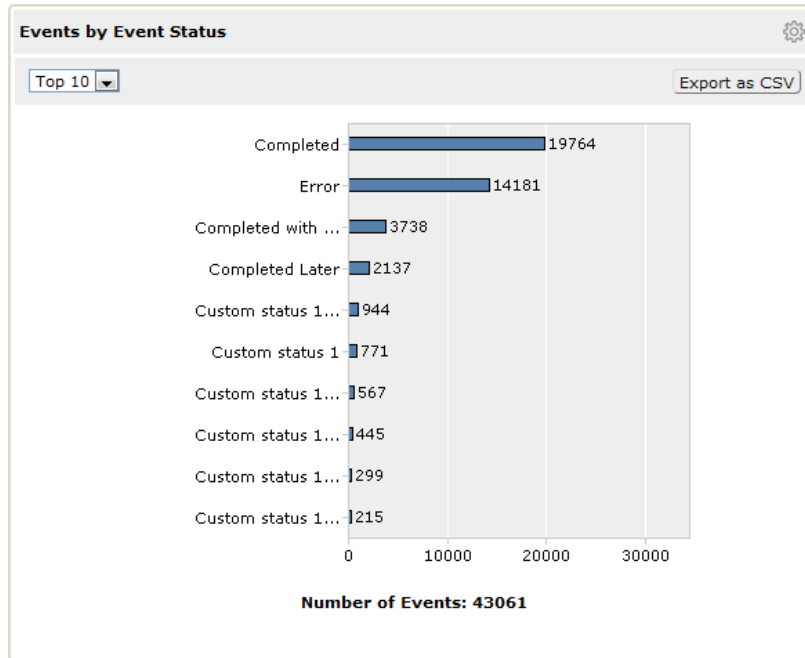 Events by Event Status
Top 10
Export as CSV
Completed 19764
Error 14181
Completed with ... 3738
Completed Later 2137
Custom status 1... 944
Custom status 1 771
Custom status 1... 567
Custom status 1... 445
Custom status 1... 299
Custom status 1... 215
0 10000 20000 30000
Number of Events: 43061